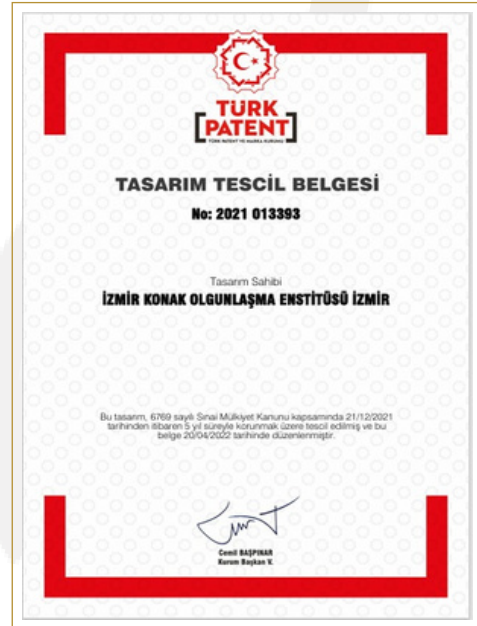 TÜRK
PATENT
TÜRK PATENT VE MARKA KURUMU
TASARIM TESCİL BELGESİ
No: 2021 013393
Tasarım Sahibi
İZMİR KONAK OLGUNLAŞMA ENSTİTÜSÜ İZMİR
Bu tasarım, 6769 sayılı Sınai Mülkiyet Kanunu kapsamında 21/12/2021
tarihinden itibaren 5 yıl süreyle korunmak üzere tescil edilmiş ve bu
belge 20/04/2022 tarihinde düzenlenmiştir.
Cemil BAŞPINAR
Kurum Başkan V.